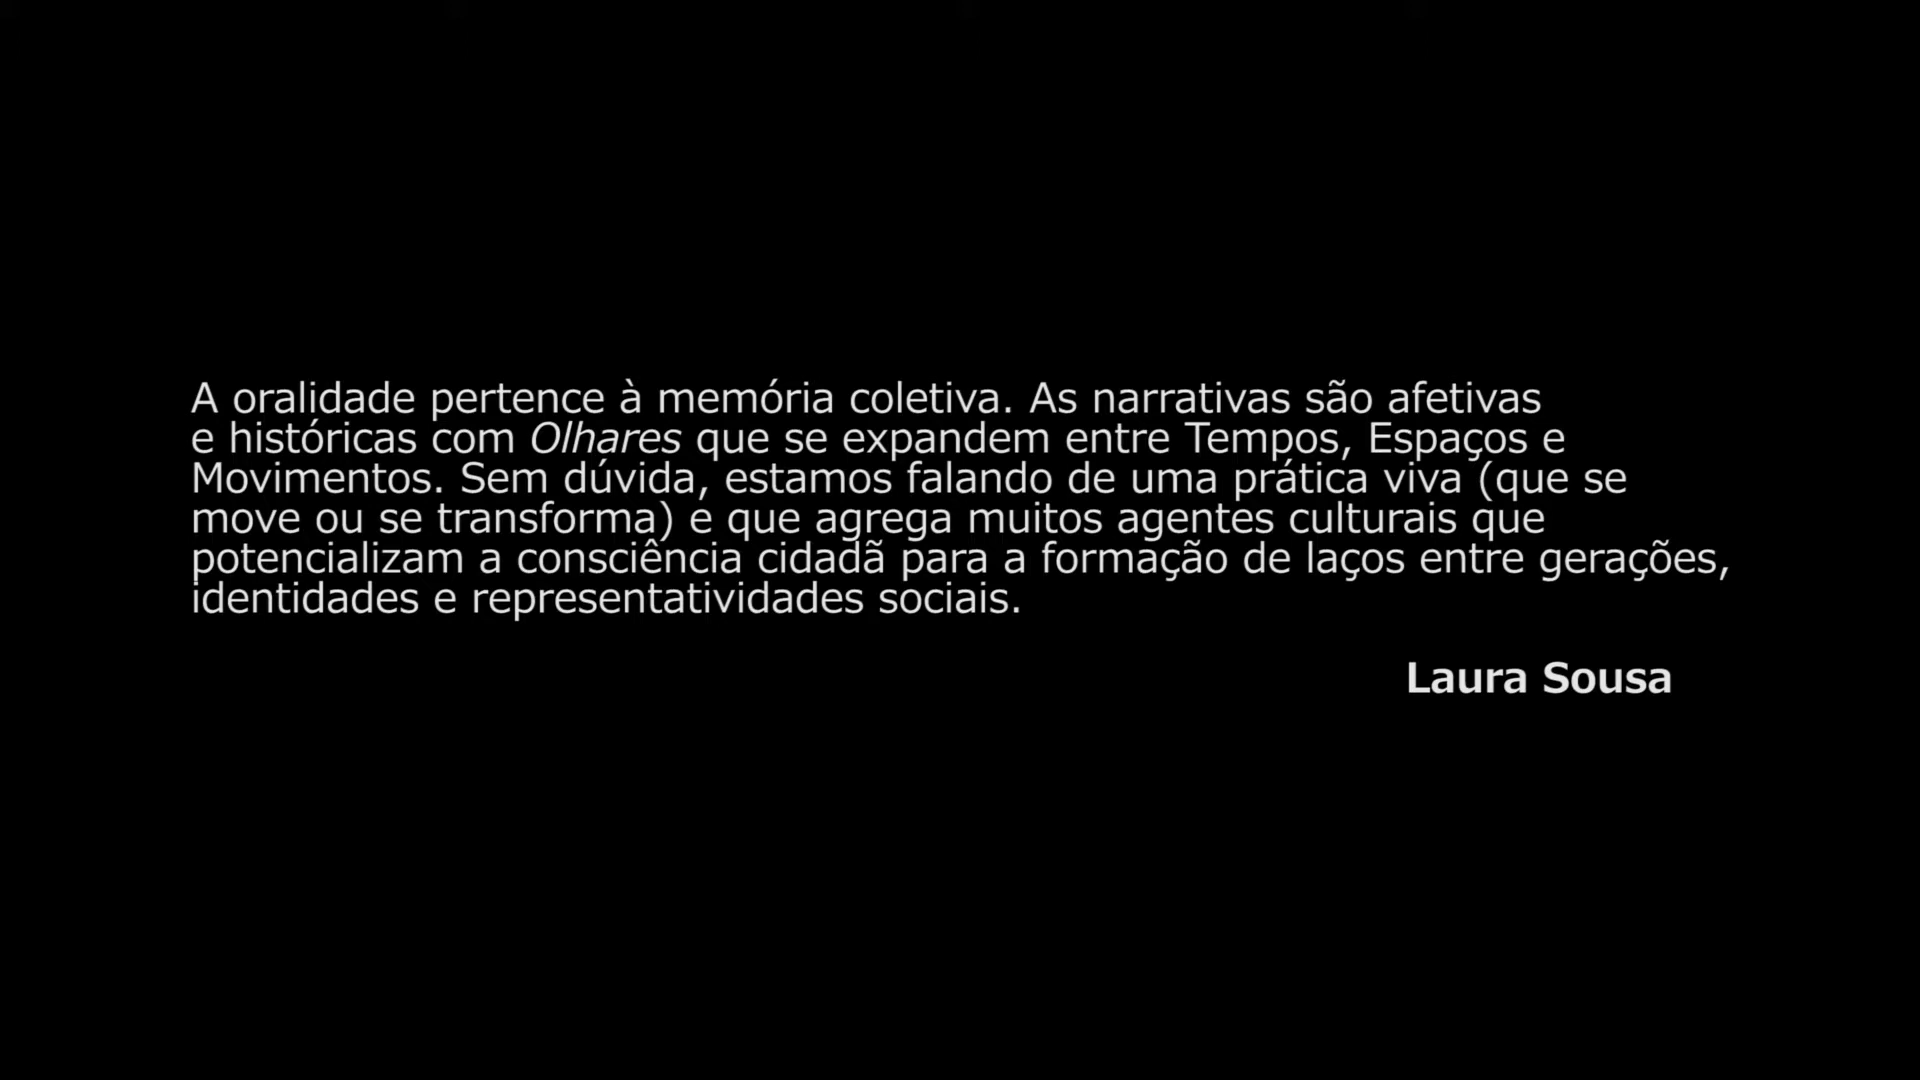 A oralidade pertence à memória coletiva. As narrativas são afetivas
e históricas com Olhares que se expandem entre Tempos, Espaços e
Movimentos. Sem dúvida, estamos falando de uma prática viva (que se
move ou se transforma) e que agrega muitos agentes culturais que
potencializam a consciência cidadã para a formação de laços entre gerações,
identidades e representatividades sociais.
Laura Sousa